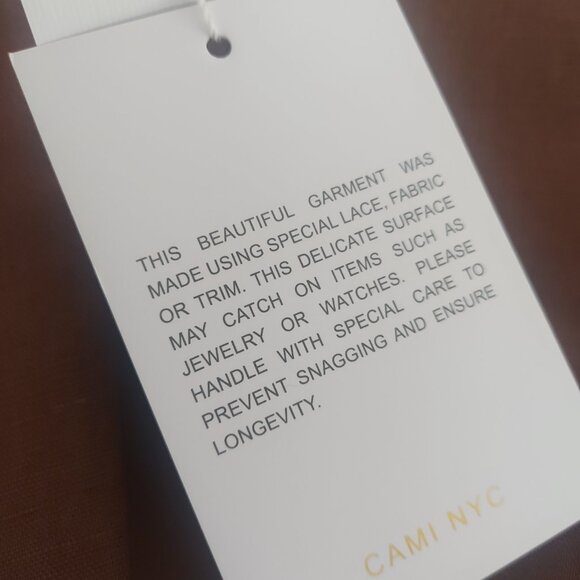 THIS BEAUTIFUL GARMENT WAS
MADE USING SPECIAL LACE, FABRIC
OR TRIM. THIS DELICATE SURFACE
MAY CATCH ON ITEMS SUCH AS
JEWELRY OR WATCHES. PLEASE
HANDLE WITH SPECIAL CARE TO
PREVENT SNAGGING AND ENSURE
LONGEVITY.
CAMI NYC